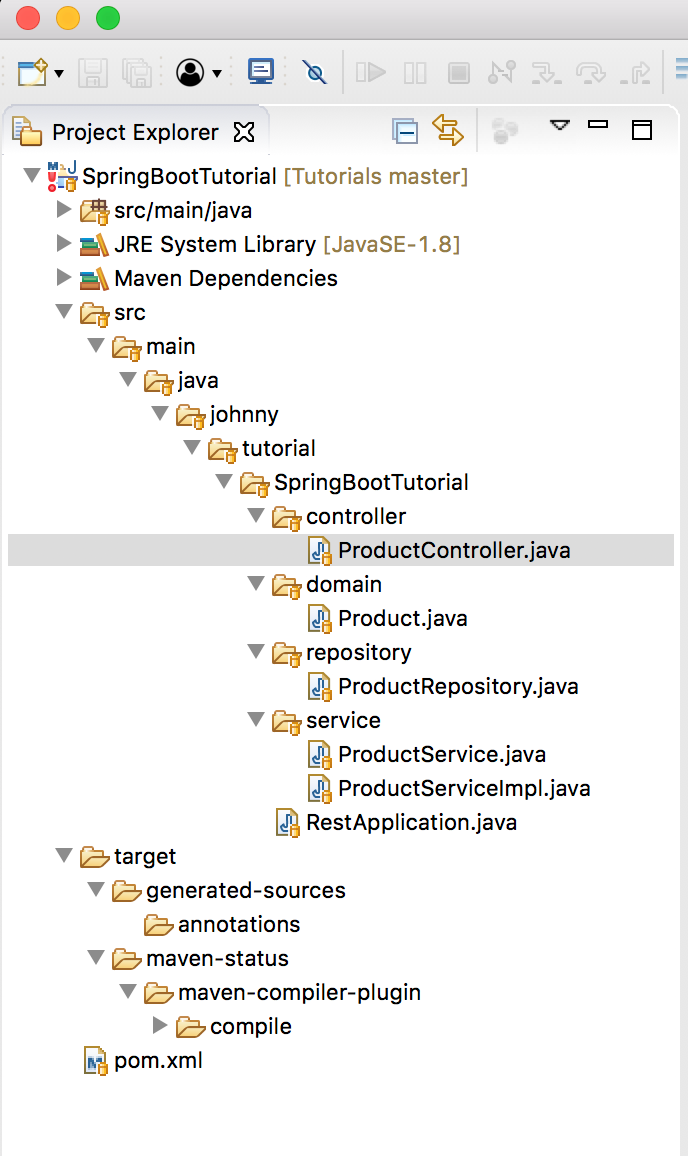 Project Explorer
SpringBootTutorial [Tutorials master]
src/main/java
JRE System Library [JavaSE-1.8]
Maven Dependencies
src
main
java
johnny
tutorial
SpringBootTutorial
controller
ProductController.java
domain
Product.java
repository
ProductRepository.java
service
ProductService.java
ProductServiceImpl.java
RestApplication.java
target
generated-sources
annotations
maven-status
maven-compiler-plugin
compile
pom.xml